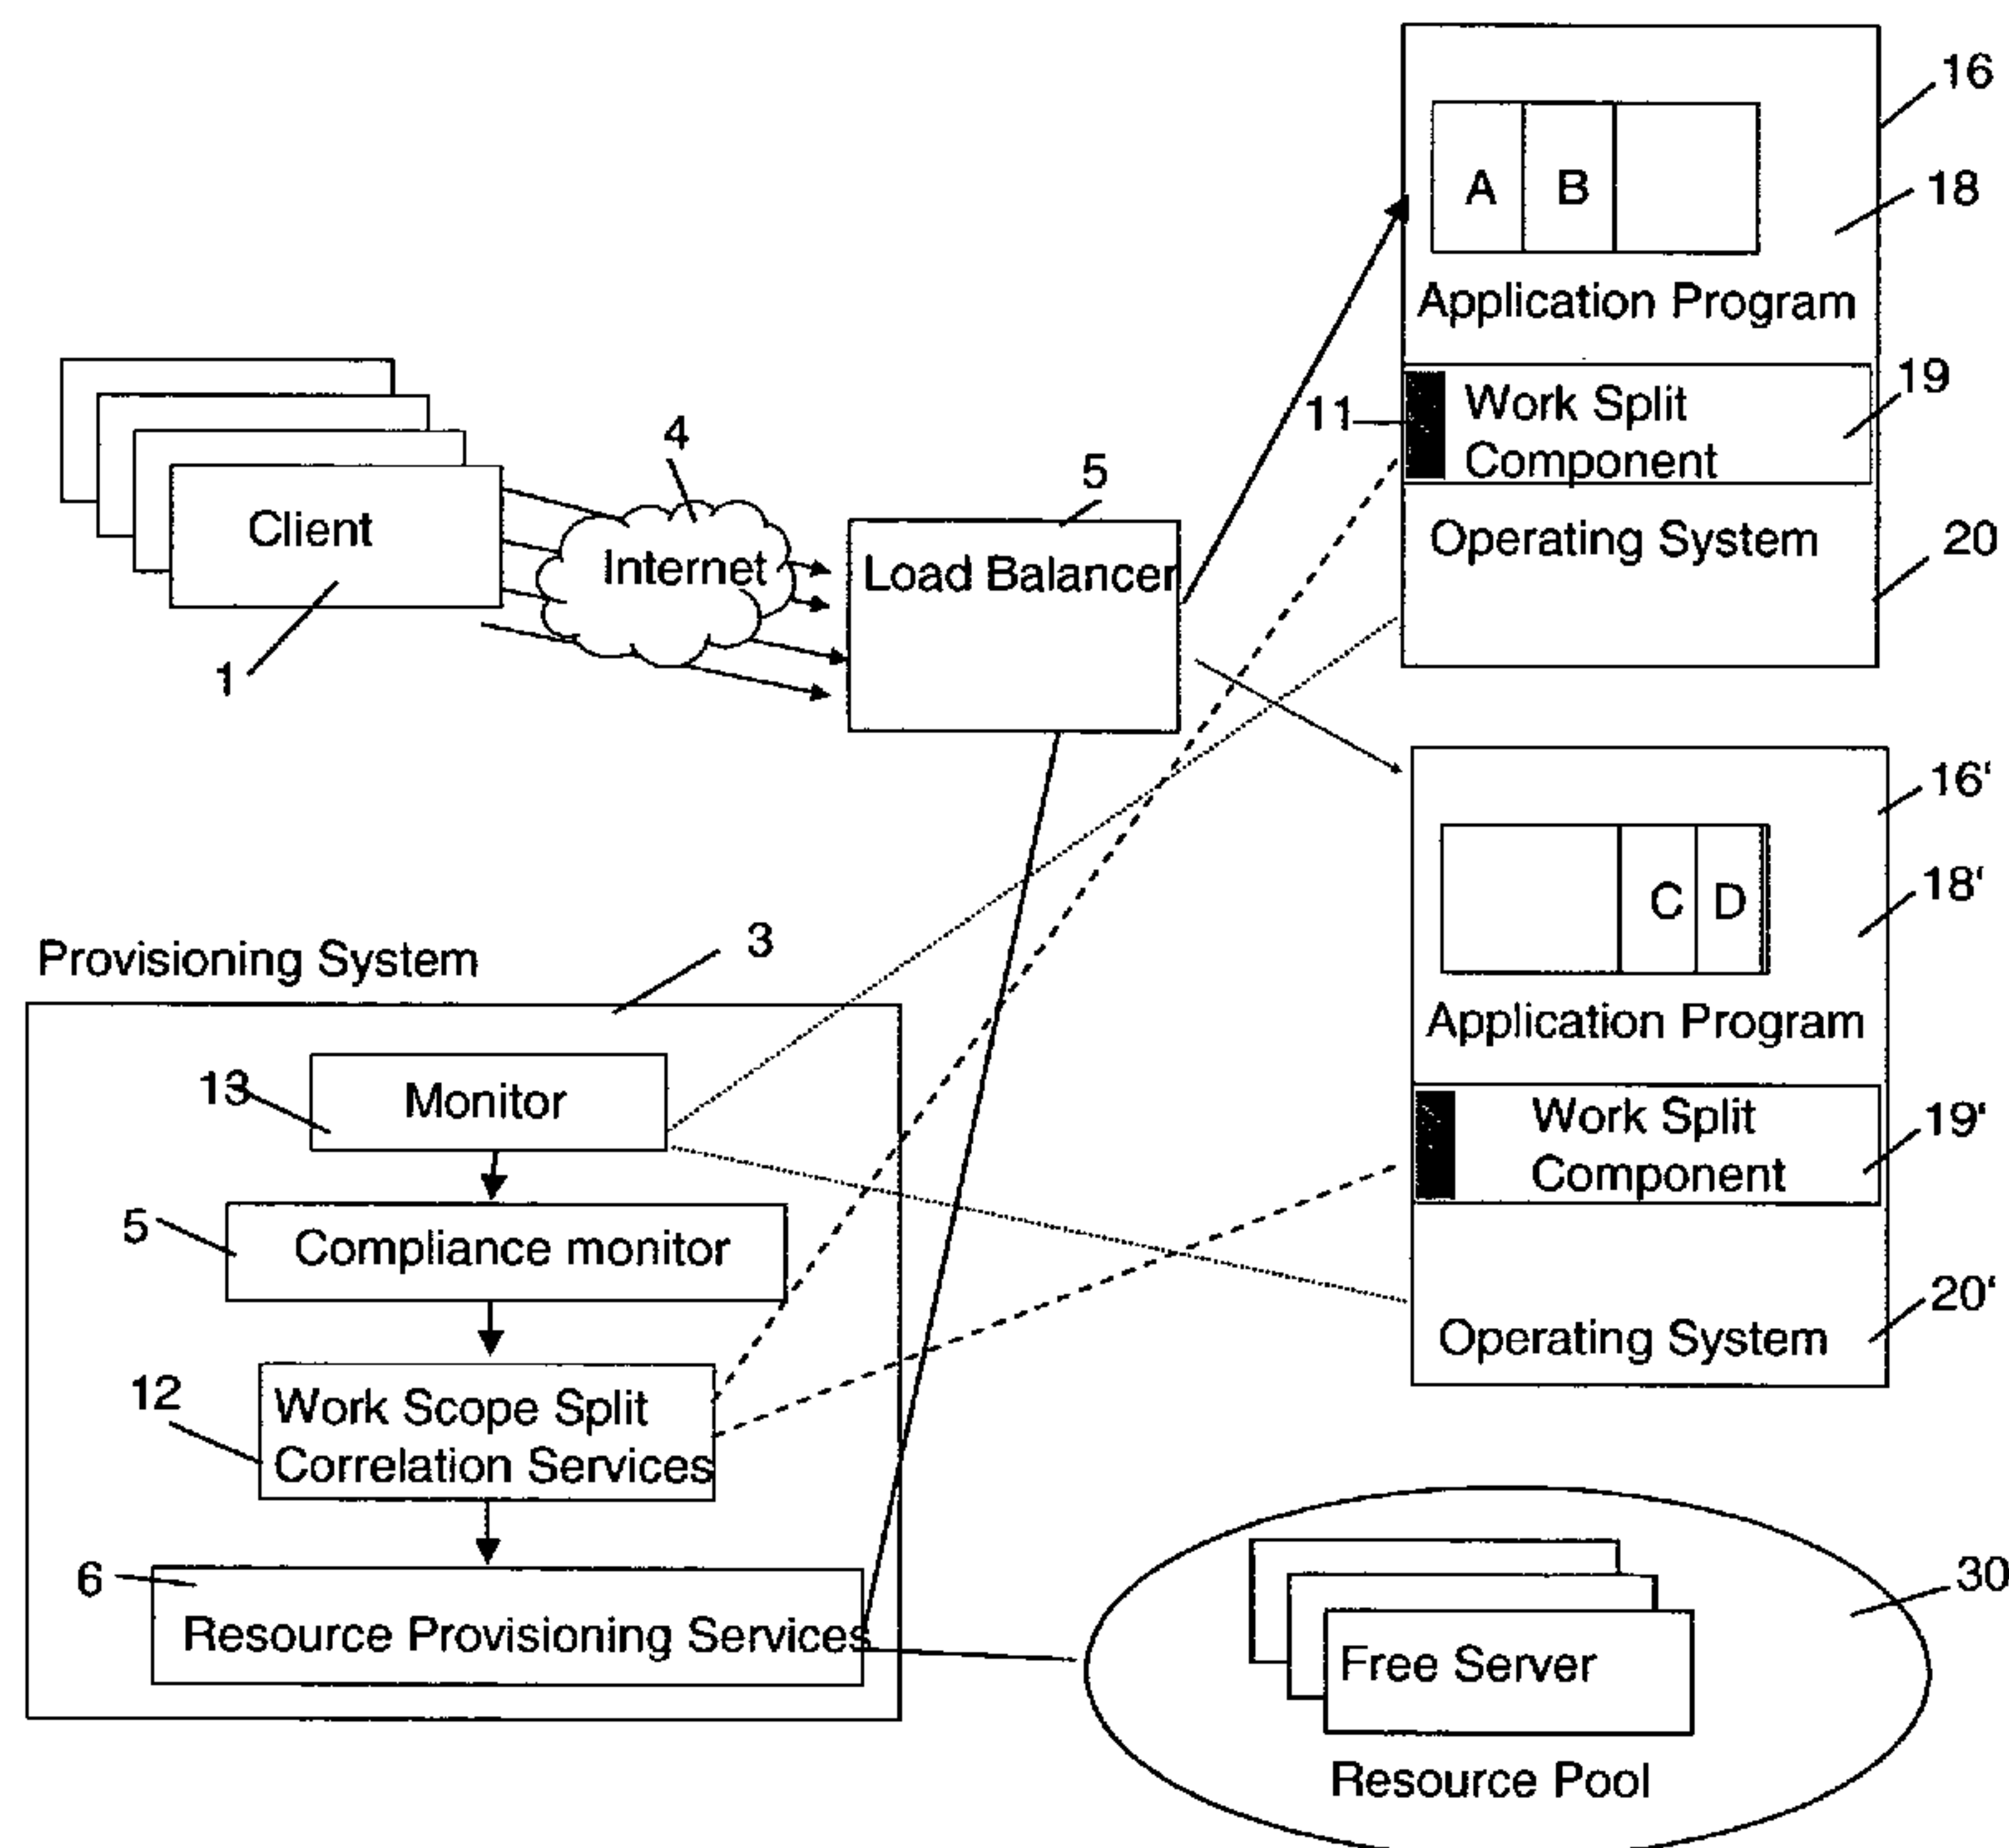 16
A B
18
Application Program
11
Work Split
Component
19
Operating System
20
Client
1
4
Internet
5
Load Balancer
16'
C D
18'
Application Program
Work Split
Component
19'
Operating System
20'
Provisioning System
3
13
Monitor
5
Compliance monitor
12
Work Scope Split
Correlation Services
6
Resource Provisioning Services
30
Free Server
Resource Pool